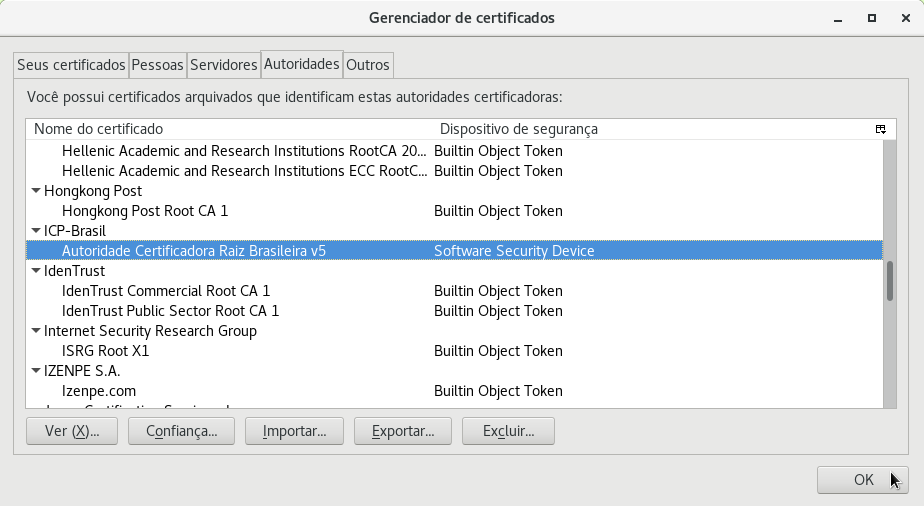 Gerenciador de certificados
Seus certificados Pessoas Servidores Autoridades Outros
Você possui certificados arquivados que identificam estas autoridades certificadoras:
Nome do certificado Dispositivo de segurança
Hellenic Academic and Research Institutions RootCA 20... Builtin Object Token
Hellenic Academic and Research Institutions ECC RootC... Builtin Object Token
Hongkong Post
Hongkong Post Root CA 1 Builtin Object Token
ICP-Brasil
Autoridade Certificadora Raiz Brasileira v5 Software Security Device
IdenTrust
IdenTrust Commercial Root CA 1 Builtin Object Token
IdenTrust Public Sector Root CA 1 Builtin Object Token
Internet Security Research Group
ISRG Root X1 Builtin Object Token
IZENPE S.A.
Izenpe.com Builtin Object Token
Ver (X)... Confiança... Importar... Exportar... Excluir...
OK